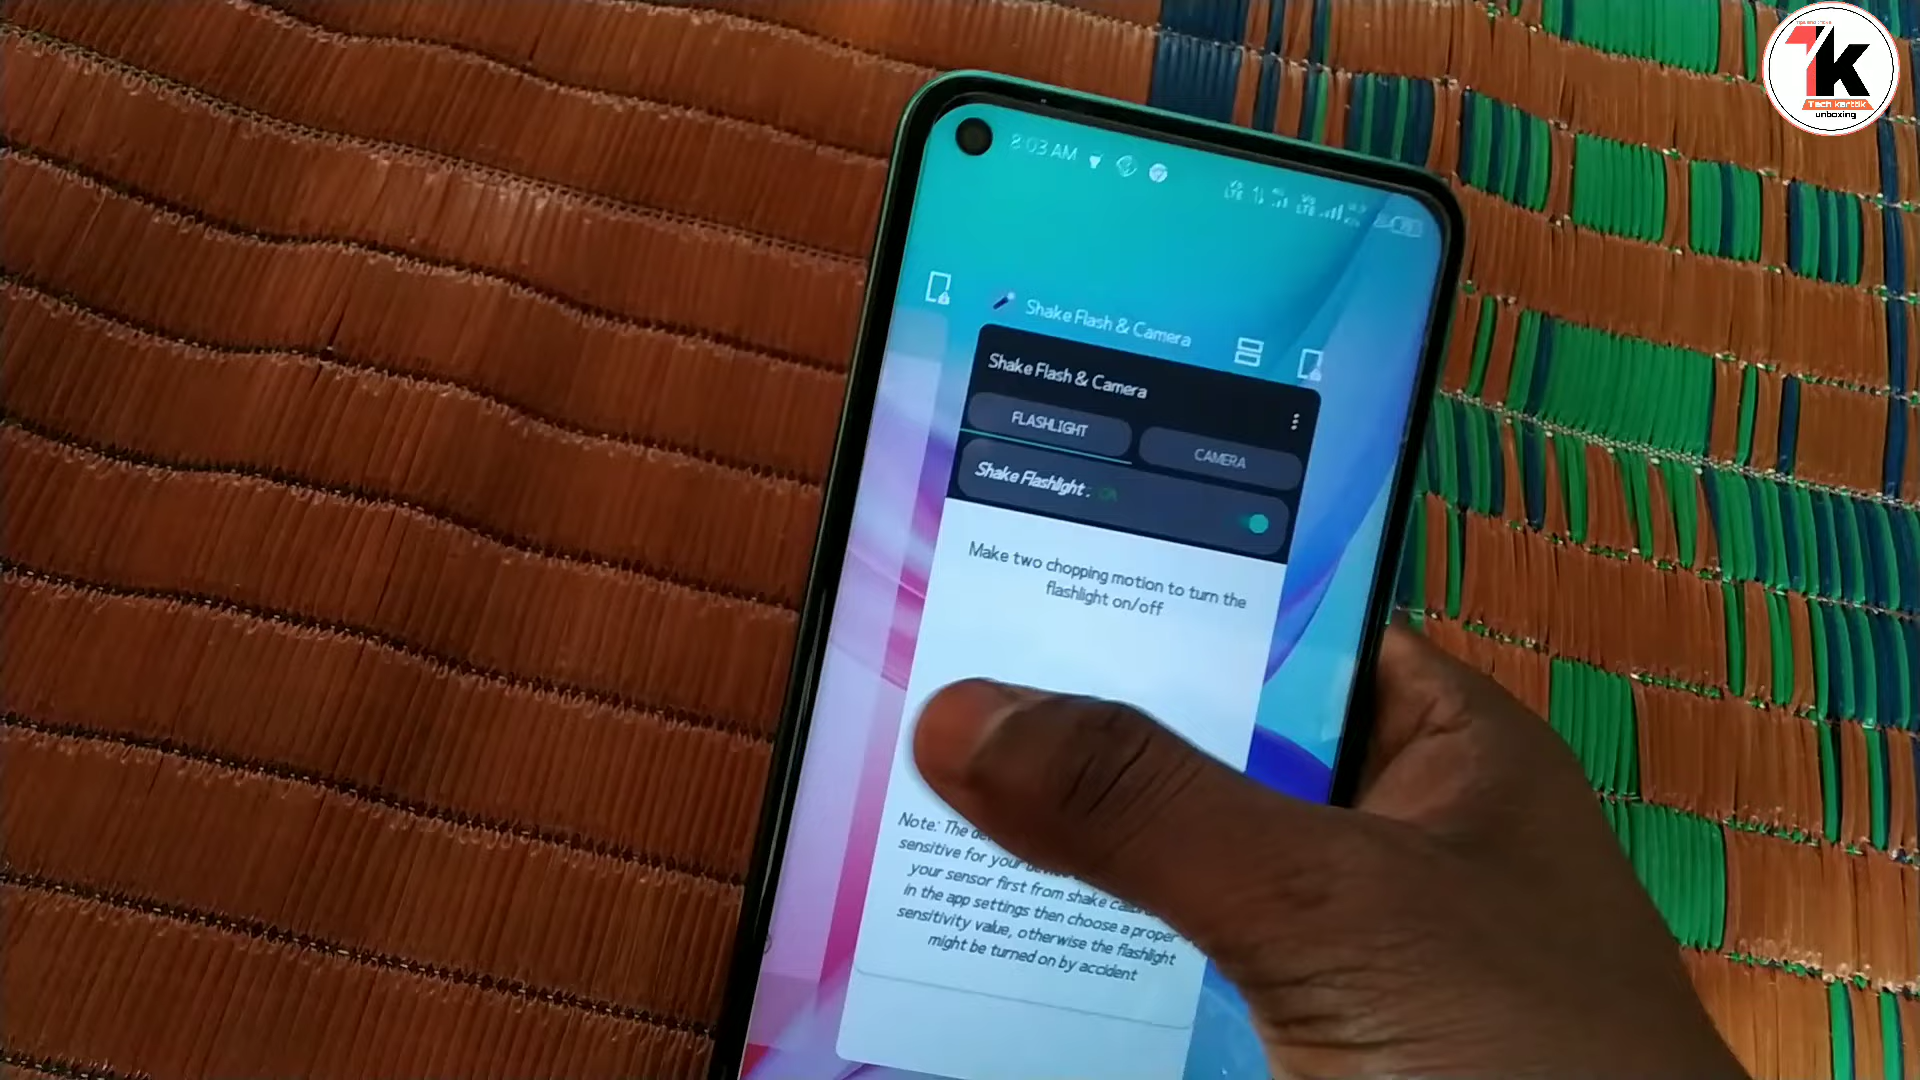 TK
Tech kartik
unboxing
8:03 AM
Shake Flash & Camera
Shake Flash & Camera
FLASHLIGHT
CAMERA
Shake Flashlight :
Make two chopping motion to turn the
flashlight on/off
Note: The
sensitive for your
your sensor first from shake
in the app settings then choose a proper
sensitivity value, otherwise the flashlight
might be turned on by accident